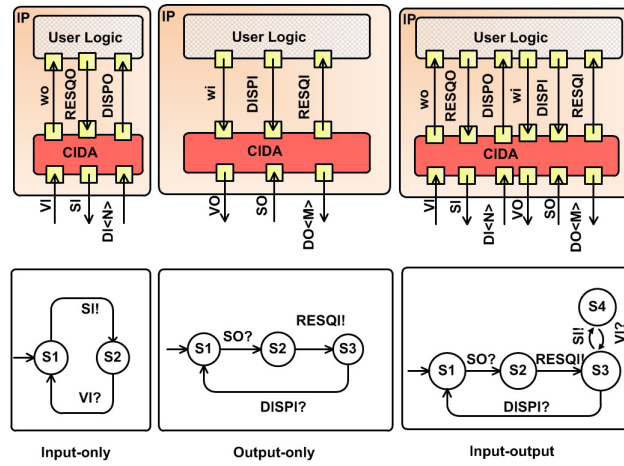 IP
User Logic
wo
RESQO
DISPO
CIDA
VI
SI
DI<N>
IP
User Logic
wi
DISPI
RESQI
CIDA
VO
SO
DO<M>
IP
User Logic
wo
RESQO
DISPO
wi
DISPI
RESQI
CIDA
VI
SI
DI<N>
VO
SO
DO<M>
SI!
S1
S2
VI?
RESQI!
SO?
S1
S2
S3
DISPI?
S4
SI!
VI?
SO?
RESQI!
S1
S2
S3
DISPI?
Input-only
Output-only
Input-output